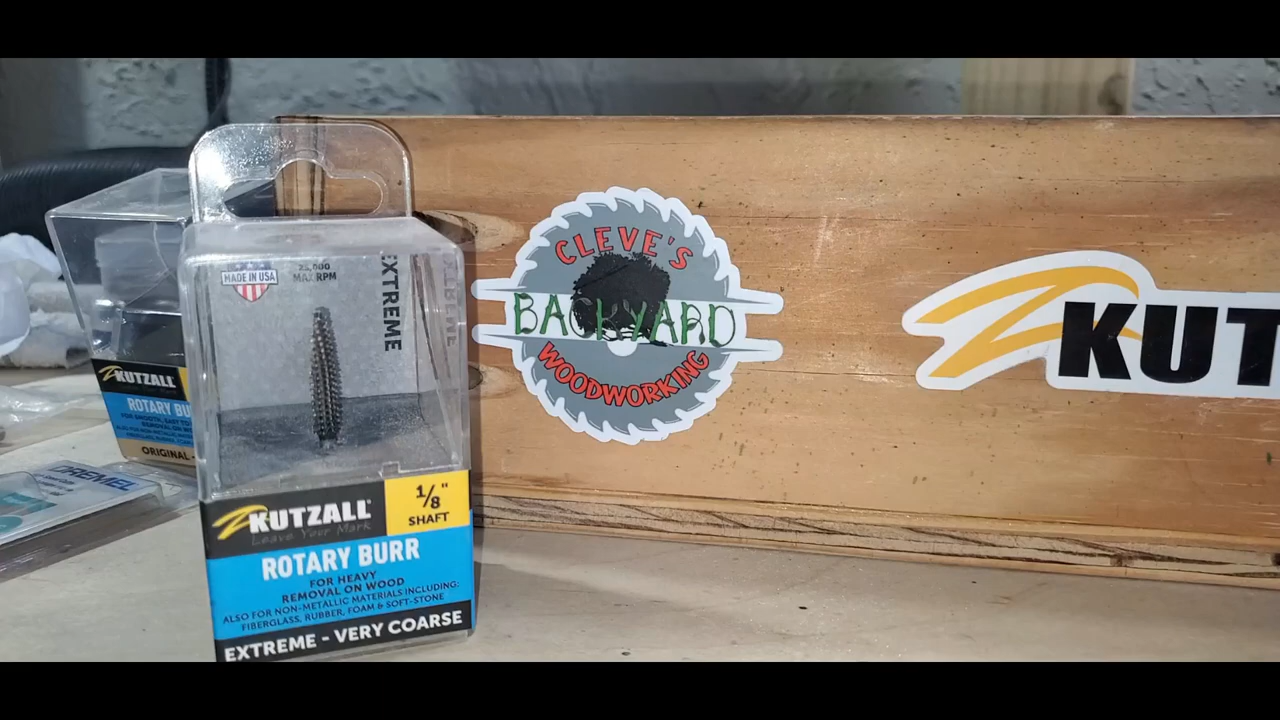 MADE IN USA
25,000
MAX RPM
EXTREME
KUTZALL
Leave Your Mark
1/8"
SHAFT
ROTARY BURR
FOR HEAVY
REMOVAL ON WOOD
ALSO FOR NON-METALLIC MATERIALS INCLUDING:
FIBERGLASS, RUBBER, FOAM & SOFT-STONE
EXTREME - VERY COARSE
KUTZALL
ROTARY BU
ORIGINAL -
DREMEL
CLEVE'S
BACKYARD
WOODWORKING
KUT